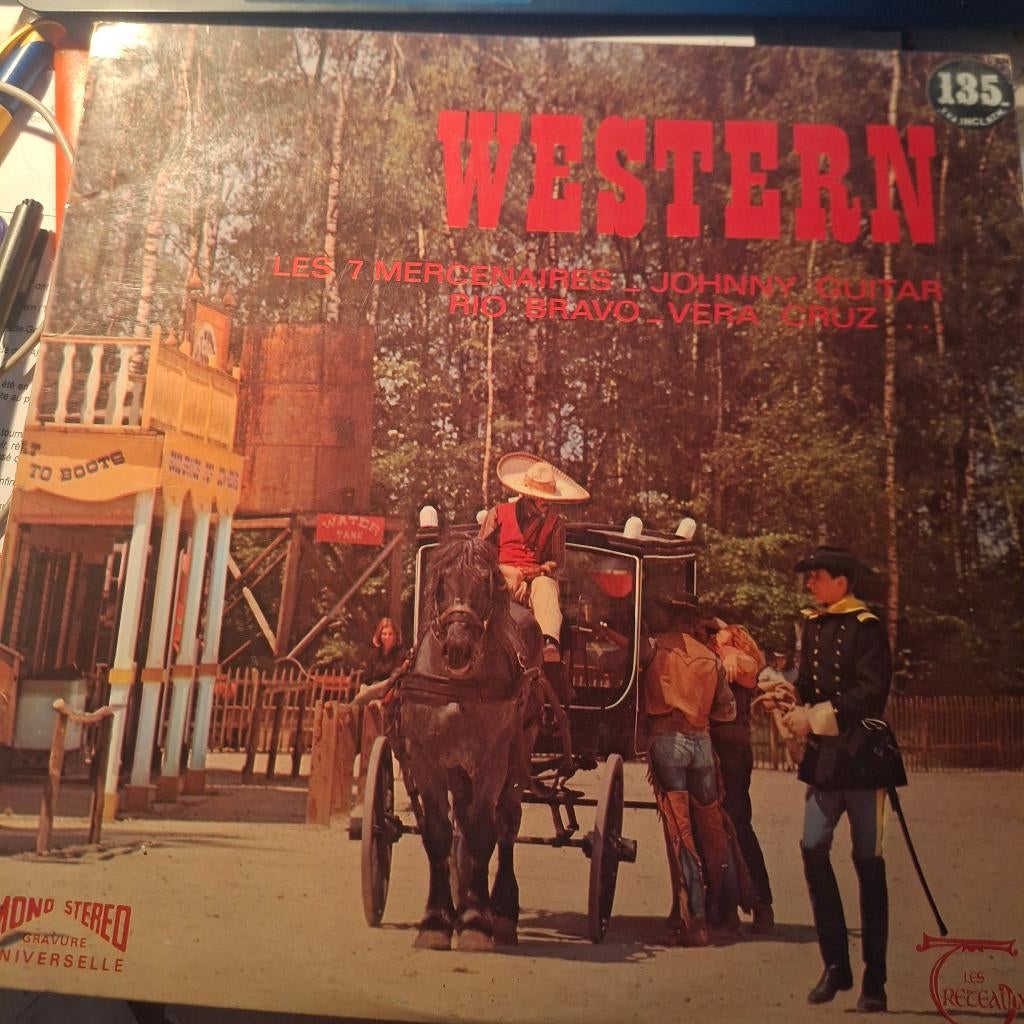 135.
WESTERN
LES 7 MERCENAIRES _ JOHNNY GUITAR
RIO BRAVO _ VERA CRUZ . .
TO BOOTS
WATER
TANK
MONO STEREO
GRAVURE
UNIVERSELLE
LES
TRETEAUX